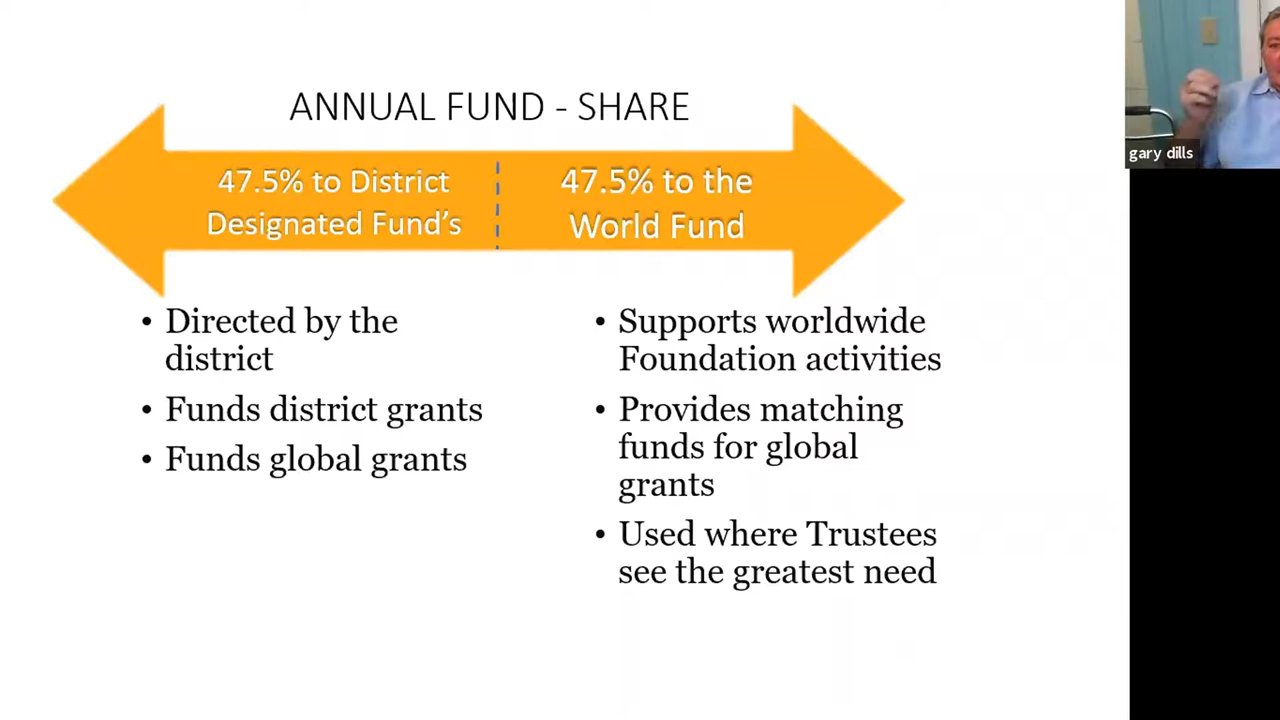 ANNUAL FUND - SHARE
47.5% to District
Designated Fund's
47.5% to the
World Fund
• Directed by the
district
• Funds district grants
• Funds global grants
• Supports worldwide
Foundation activities
• Provides matching
funds for global
grants
• Used where Trustees
see the greatest need
gary dills